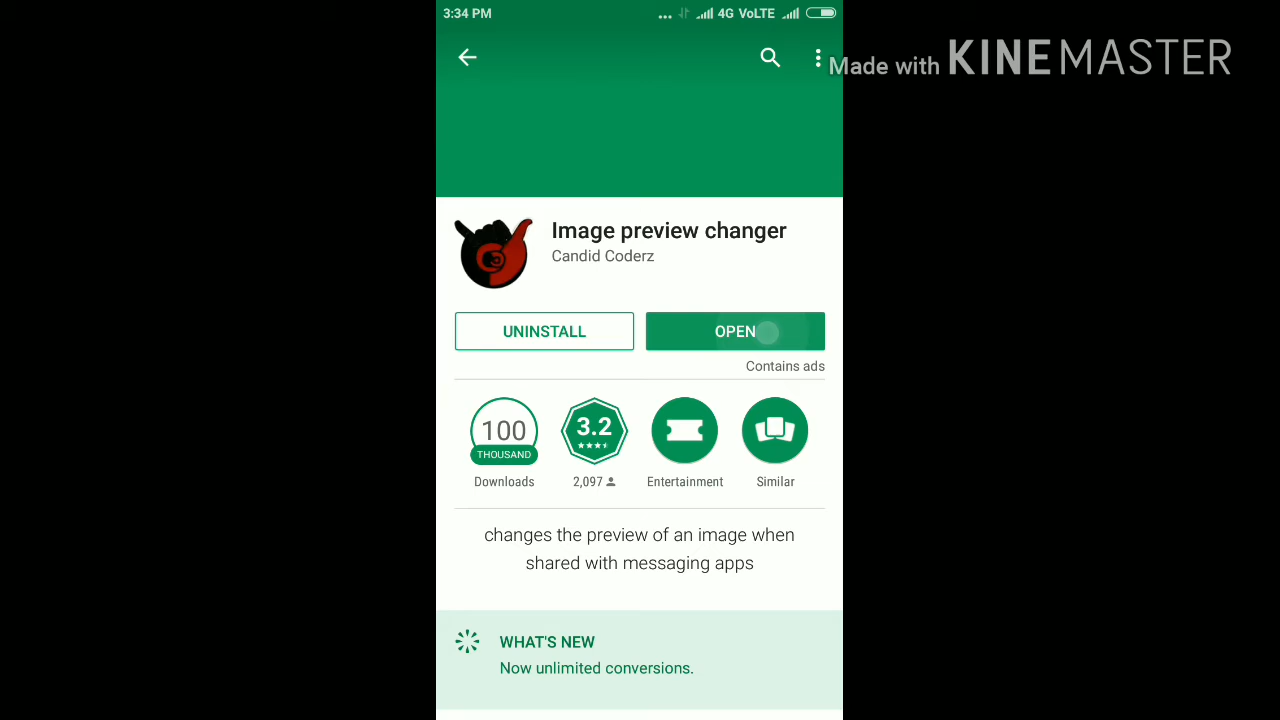 3:34 PM
4G VoLTE
Made with KINEMASTER
Image preview changer
Candid Coderz
UNINSTALL
OPEN
Contains ads
100
THOUSAND
3.2
Downloads
2,097
Entertainment
Similar
changes the preview of an image when
shared with messaging apps
WHAT'S NEW
Now unlimited conversions.